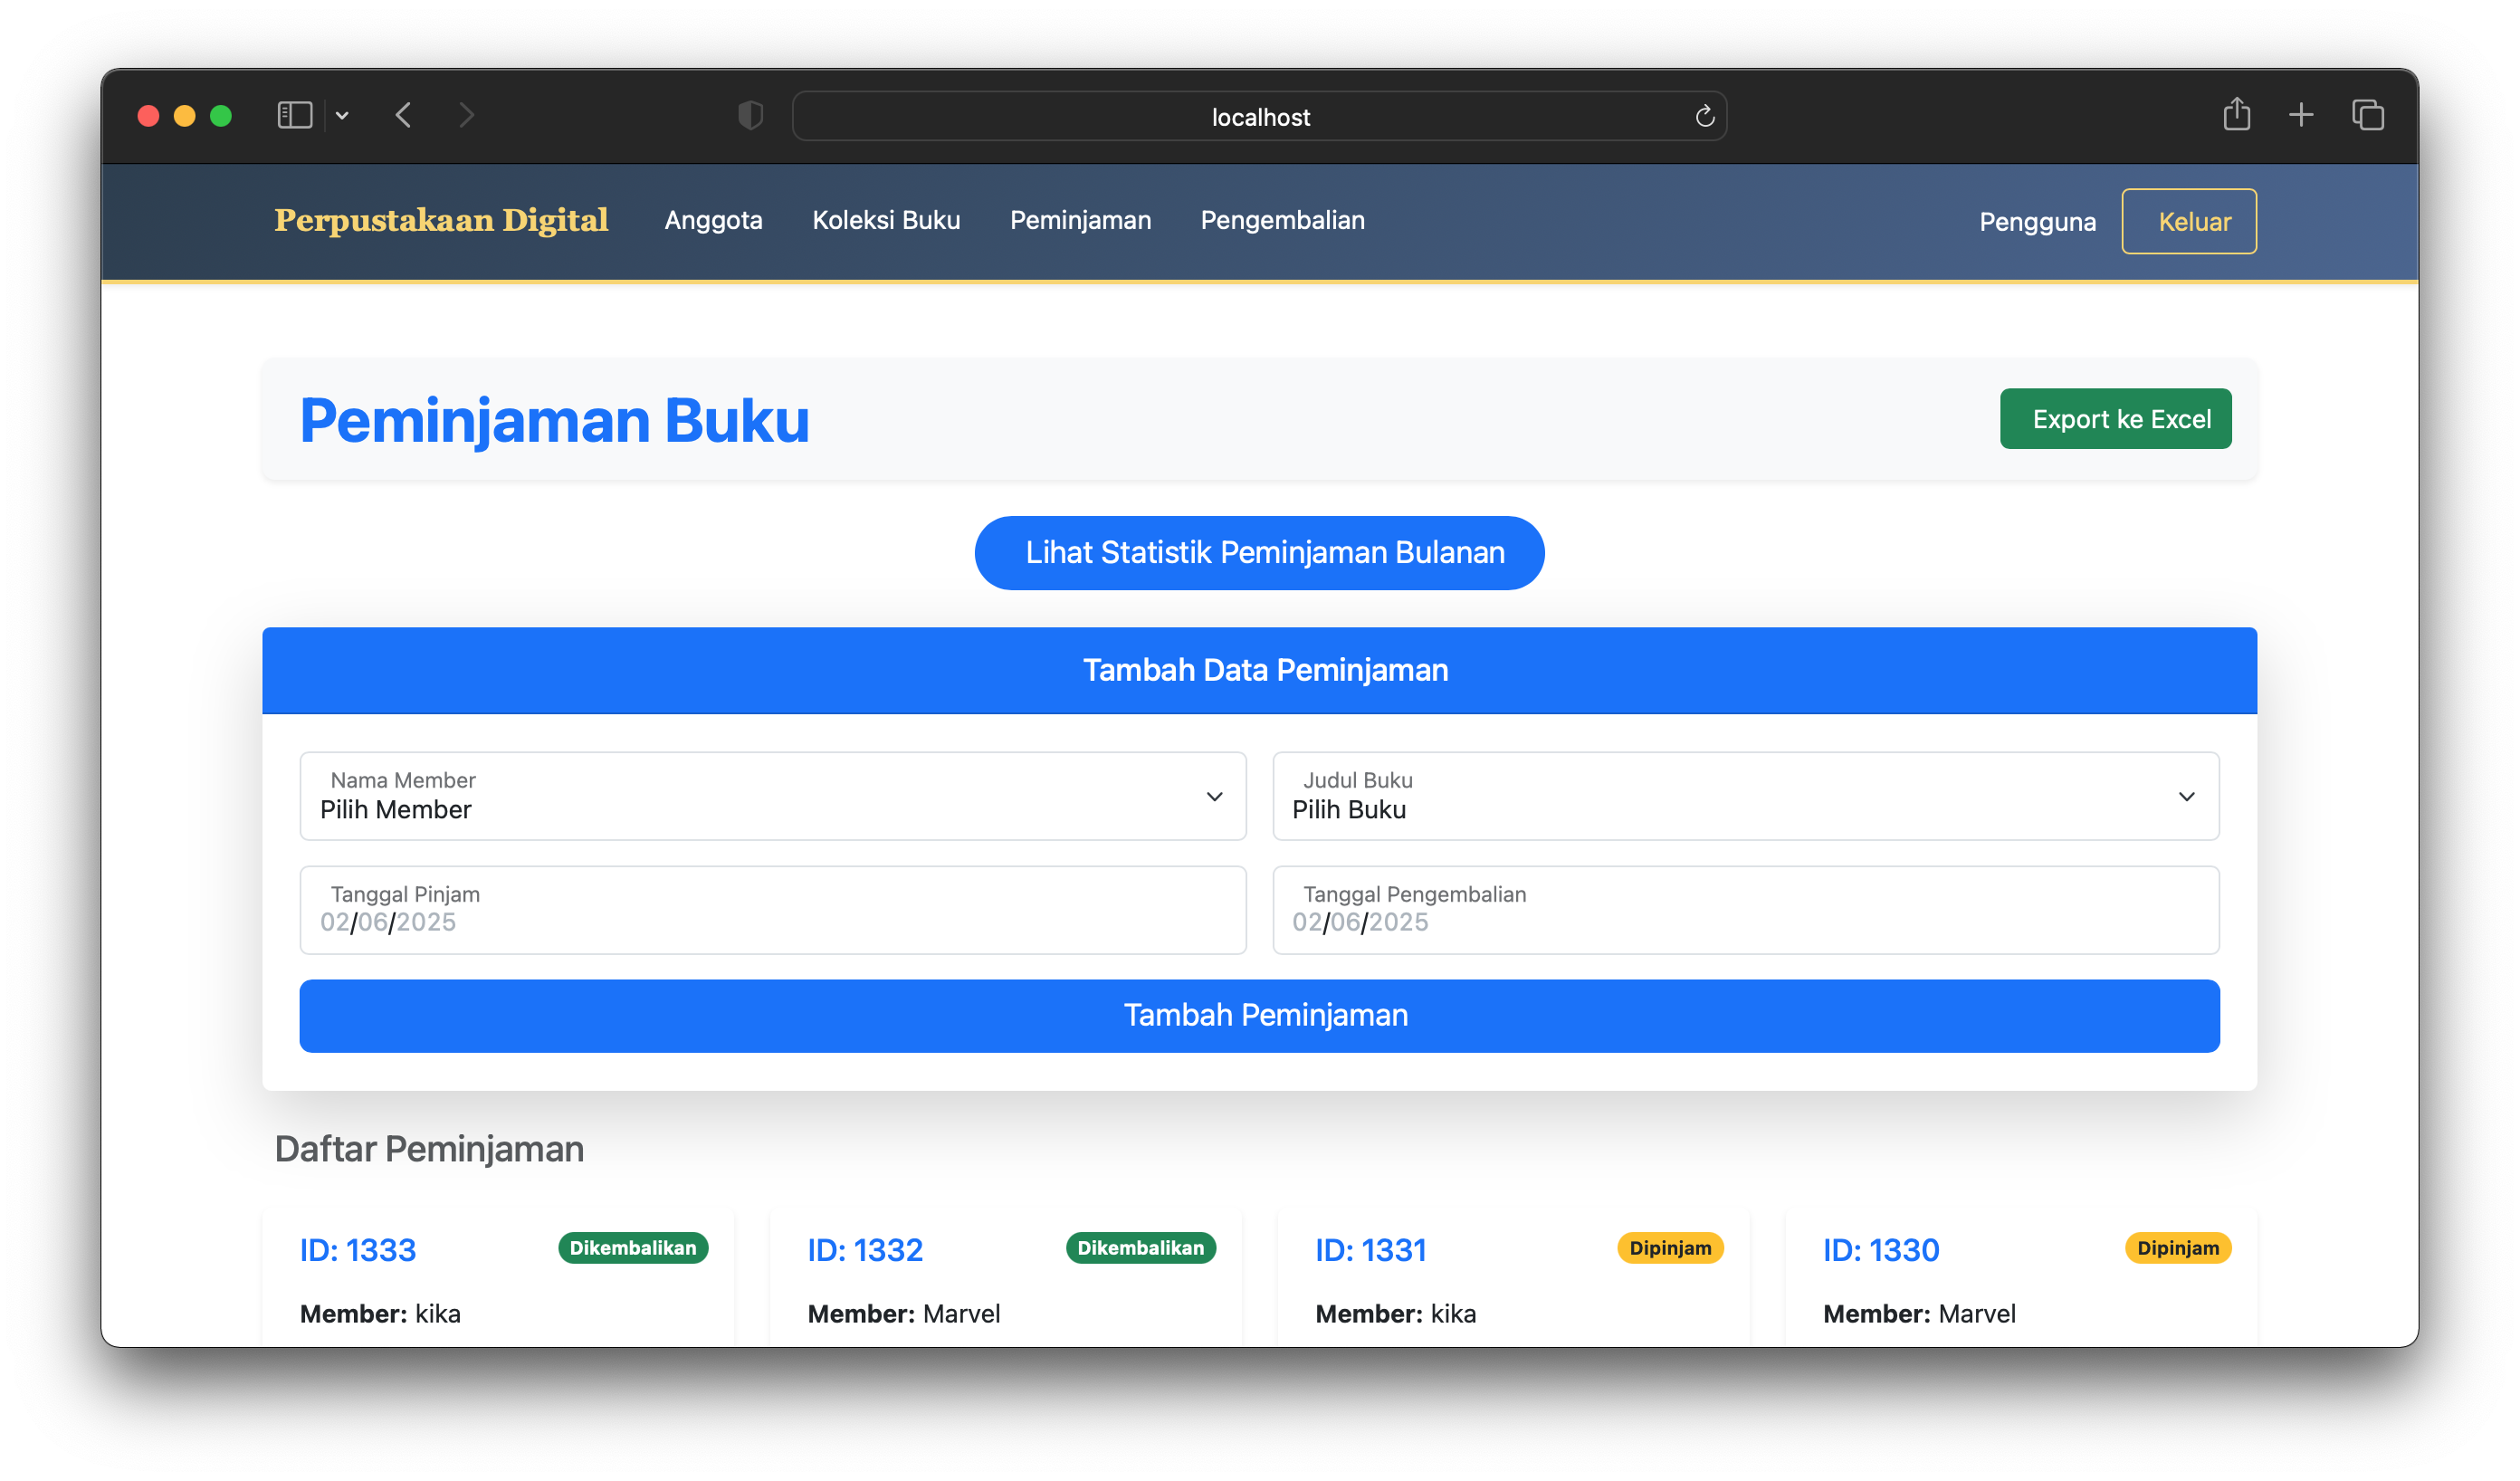 localhost
Perpustakaan Digital Anggota Koleksi Buku Peminjaman Pengembalian Pengguna Keluar
Peminjaman Buku Export ke Excel
Lihat Statistik Peminjaman Bulanan
Tambah Data Peminjaman
Nama Member Judul Buku
Pilih Member Pilih Buku
Tanggal Pinjam Tanggal Pengembalian
02/06/2025 02/06/2025
Tambah Peminjaman
Daftar Peminjaman
ID: 1333 Dikembalikan ID: 1332 Dikembalikan ID: 1331 Dipinjam ID: 1330 Dipinjam
Member: kika Member: Marvel Member: kika Member: Marvel